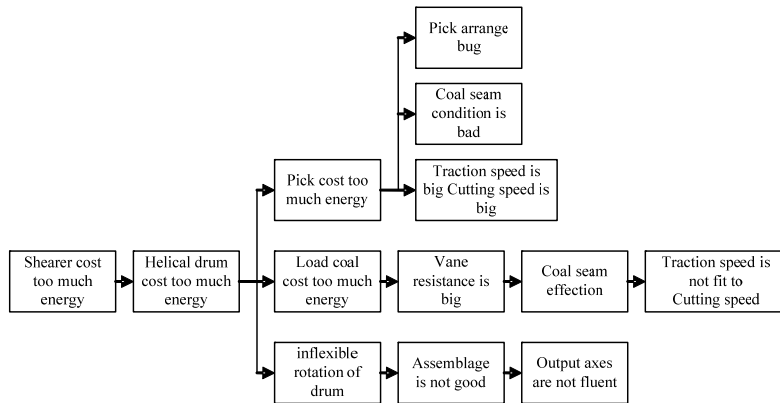 Pick arrange
bug
Coal seam
condition is
bad
Pick cost too
much energy
Traction speed is
big Cutting speed is
big
Shearer cost
too much
energy
Helical drum
cost too much
energy
Load coal
cost too much
energy
Vane
resistance is
big
Coal seam
effection
Traction speed is
not fit to
Cutting speed
inflexible
rotation of
drum
Assemblage
is not good
Output axes
are not fluent